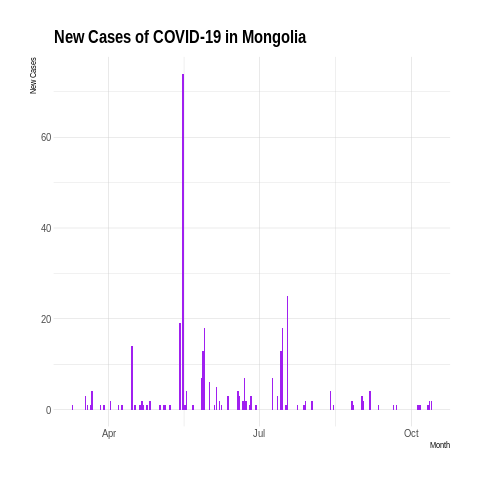 New Cases of COVID-19 in Mongolia
New Cases
60
40
20
0
Apr
Jul
Oct
Month